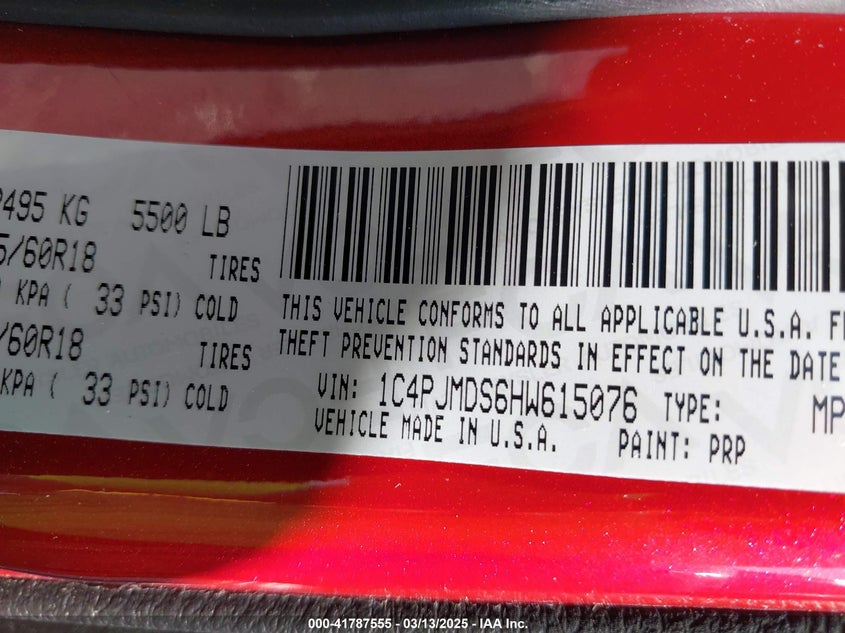 2495 KG 5500 LB
5/60R18 TIRES
KPA ( 33 PSI) COLD
/60R18 TIRES
KPA ( 33 PSI) COLD
THIS VEHICLE CONFORMS TO ALL APPLICABLE U.S.A. F
THEFT PREVENTION STANDARDS IN EFFECT ON THE DATE
VIN: 1C4PJMDS6HW615076 TYPE: MP
VEHICLE MADE IN U.S.A. PAINT: PRP
000-41787555 - 03/13/2025 - IAA Inc.